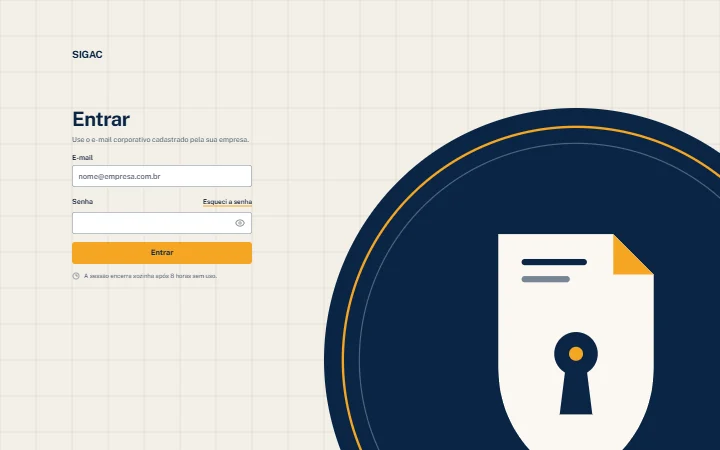 SIGAC
Entrar
Use o e-mail corporativo cadastrado pela sua empresa.
E-mail
nome@empresa.com.br
Senha
Esqueci a senha
Entrar
A sessão encerra sozinha após 8 horas sem uso.